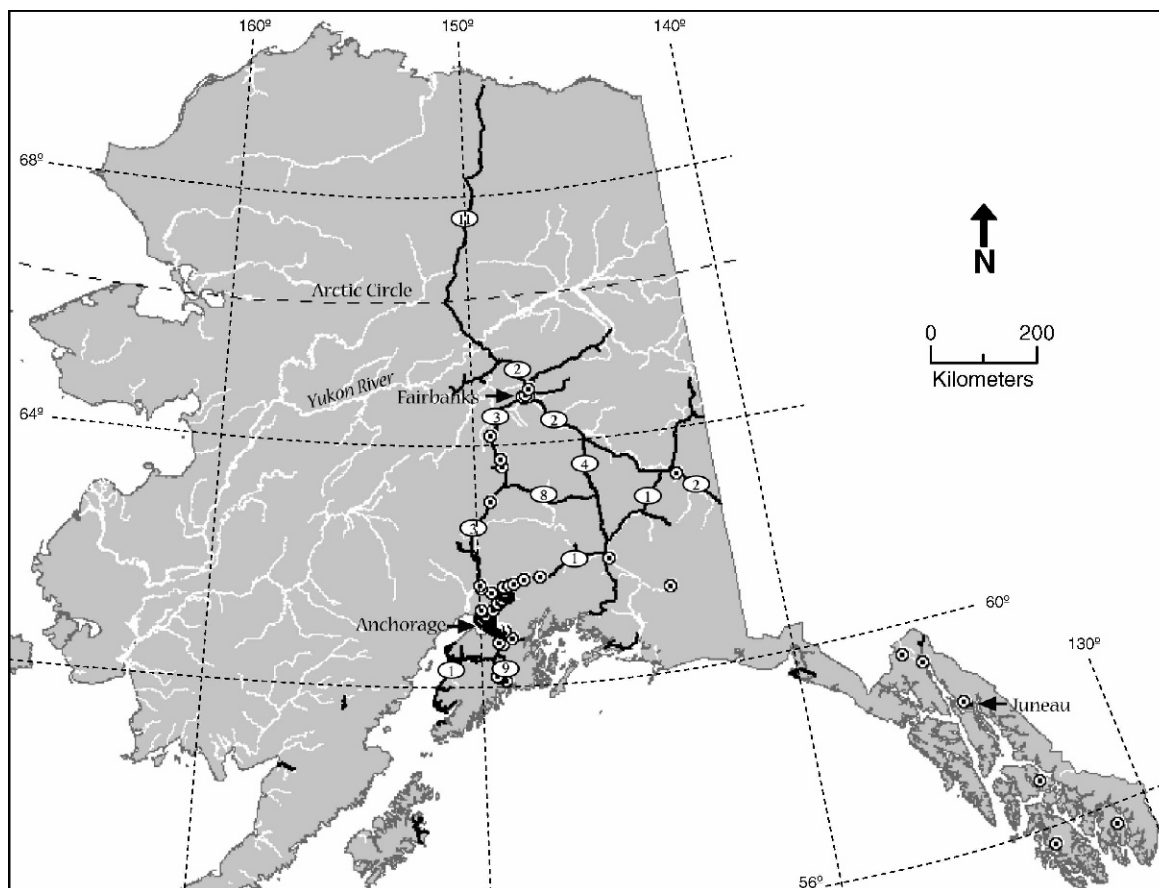 160º
150º
140º
68º
11
N
Arctic Circle
0
200
Kilometers
2
Yukon River
Fairbanks
64º
3
2
4
8
1
2
3
1
Anchorage
60º
130º
1
9
Juneau
56º